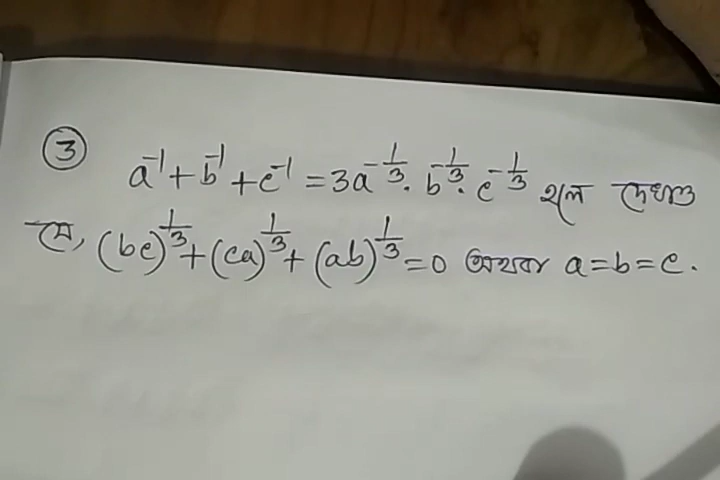 ③ a⁻¹+b⁻¹+c⁻¹=3a^{-1/3}.b^{-1/3}.c^{-1/3} হলে দেখাও
যে, (bc)^{1/3}+(ca)^{1/3}+(ab)^{1/3}=0 অথবা a=b=c.